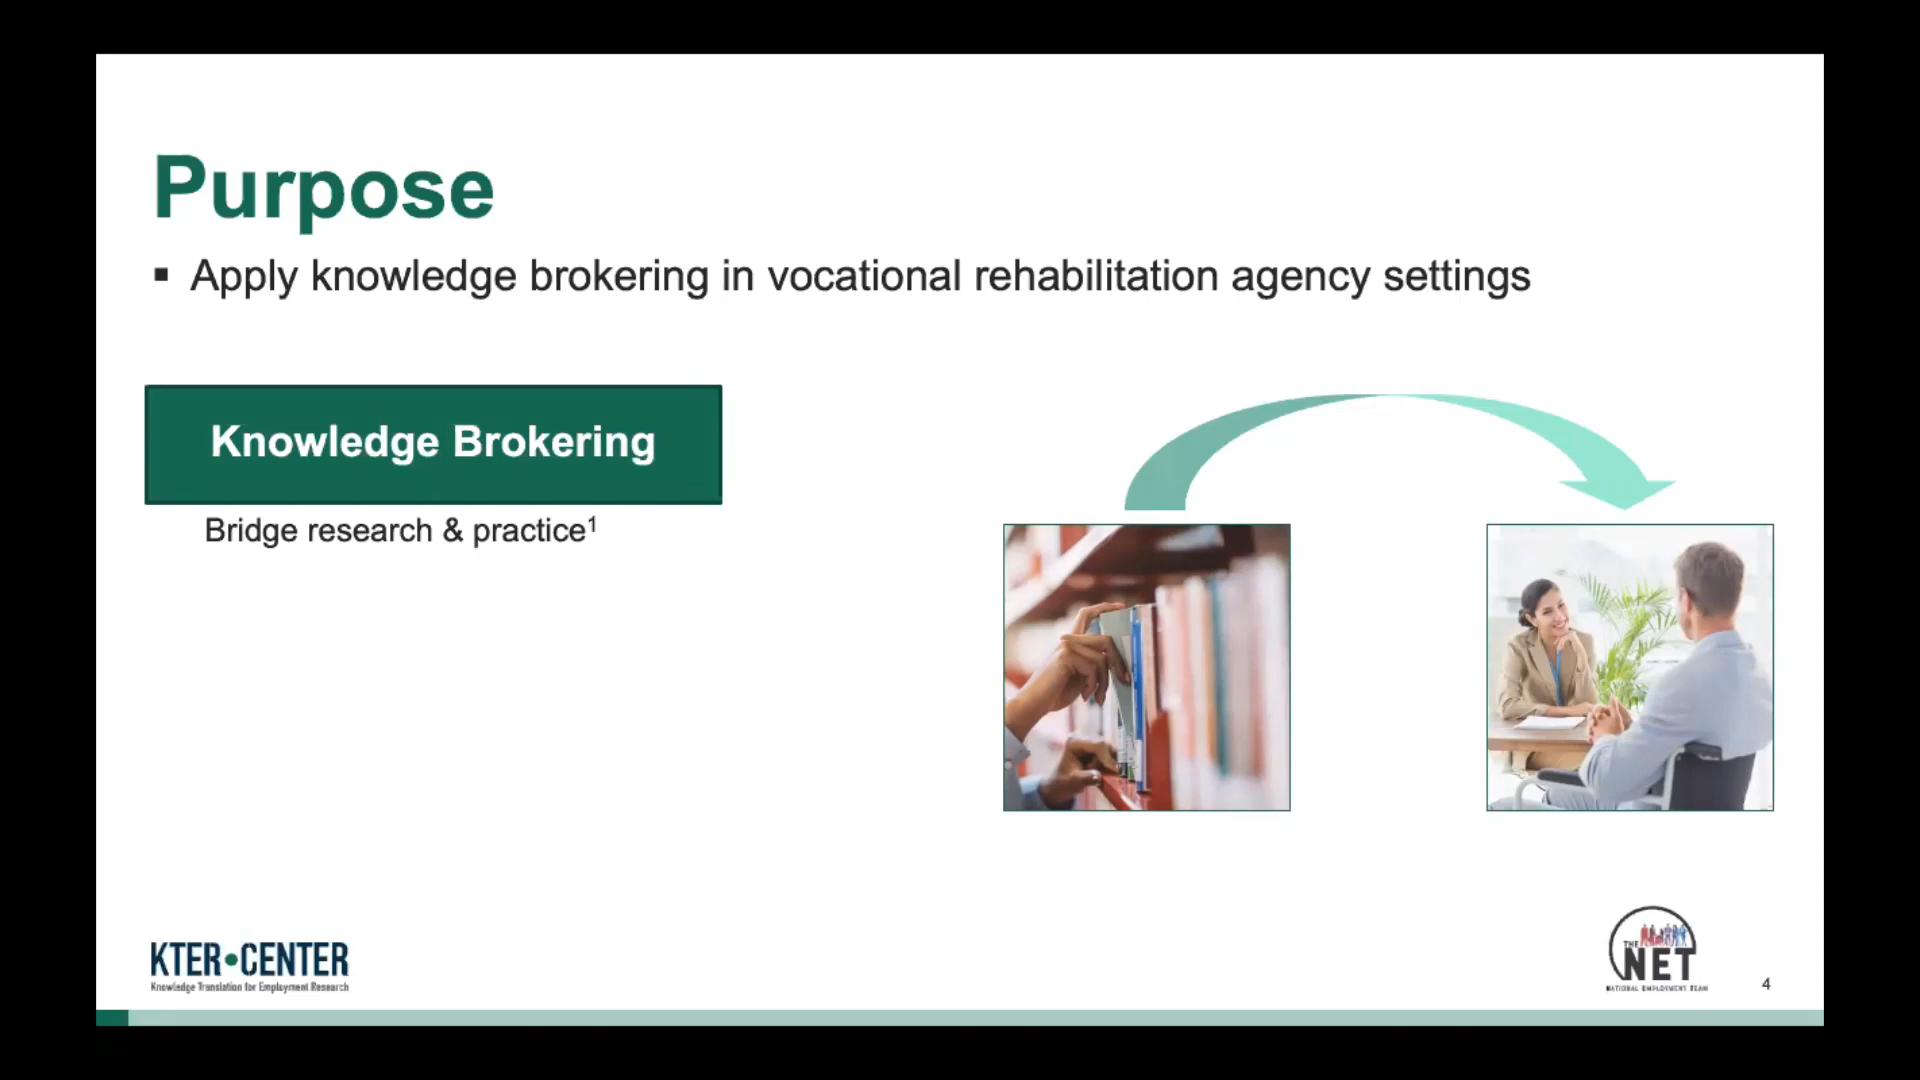 Purpose
▪ Apply knowledge brokering in vocational rehabilitation agency settings
Knowledge Brokering
Bridge research & practice¹
KTER•CENTER
Knowledge Translation for Employment Research
THE
NET
NATIONAL EMPLOYMENT TEAM
4